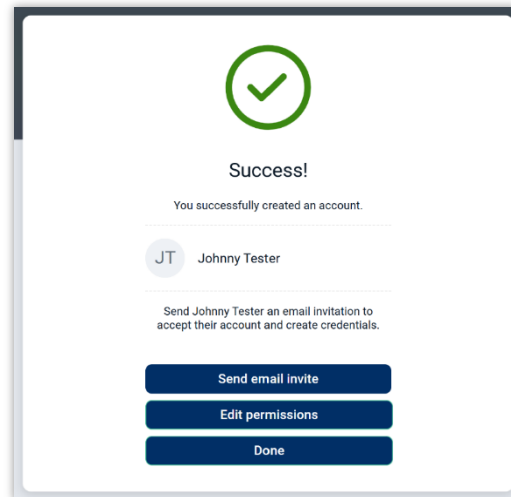 Success!
You successfully created an account.
JT Johnny Tester
Send Johnny Tester an email invitation to
accept their account and create credentials.
Send email invite
Edit permissions
Done